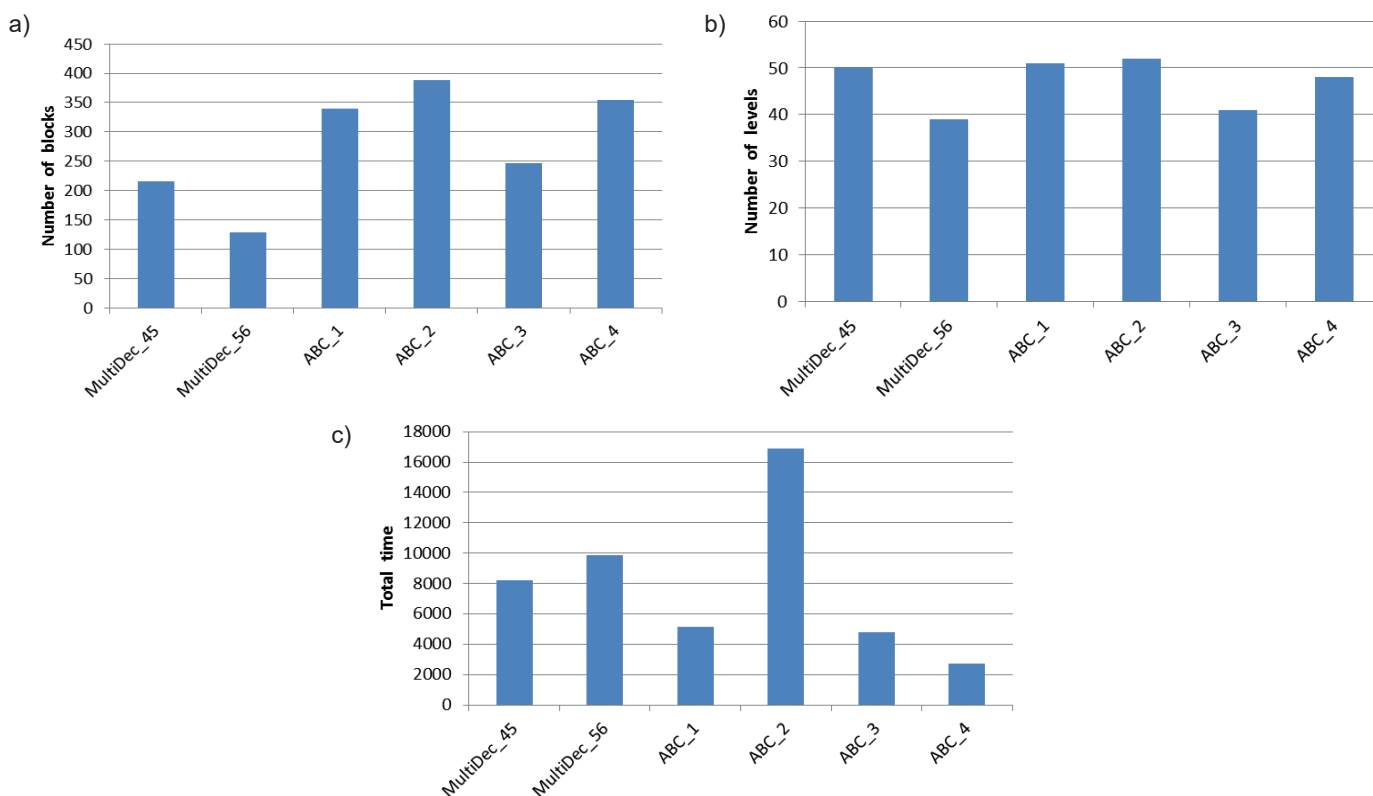 a)
Number of blocks
450
400
350
300
250
200
150
100
50
0
MultiDec_45
MultiDec_56
ABC_1
ABC_2
ABC_3
ABC_4
b)
Number of levels
60
50
40
30
20
10
0
MultiDec_45
MultiDec_56
ABC_1
ABC_2
ABC_3
ABC_4
c)
Total time
18000
16000
14000
12000
10000
8000
6000
4000
2000
0
MultiDec_45
MultiDec_56
ABC_1
ABC_2
ABC_3
ABC_4